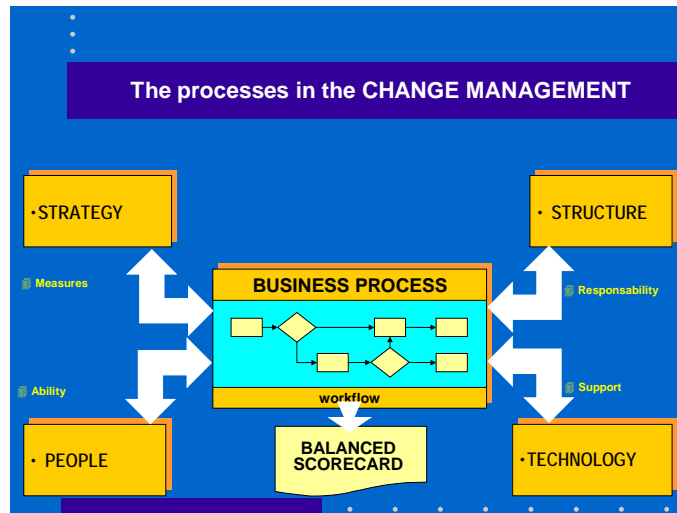 The processes in the CHANGE MANAGEMENT
• STRATEGY
• STRUCTURE
Measures
BUSINESS PROCESS
Responsability
Ability
workflow
Support
• PEOPLE
BALANCED
SCORECARD
• TECHNOLOGY